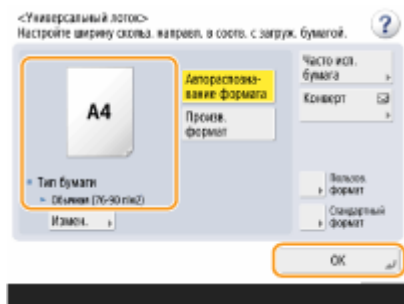 <Универсальный лоток>
Настройте ширину скольз. направл. в соотв. с загруж. бумагой.
?
A4
Автораспозна-
вание формата
Произв.
формат
Часто исп.
бумага
Конверт
Тип бумаги
Обычная (76-90 г/м2)
Измен.
Пользов.
формат
Стандартный
формат
OK